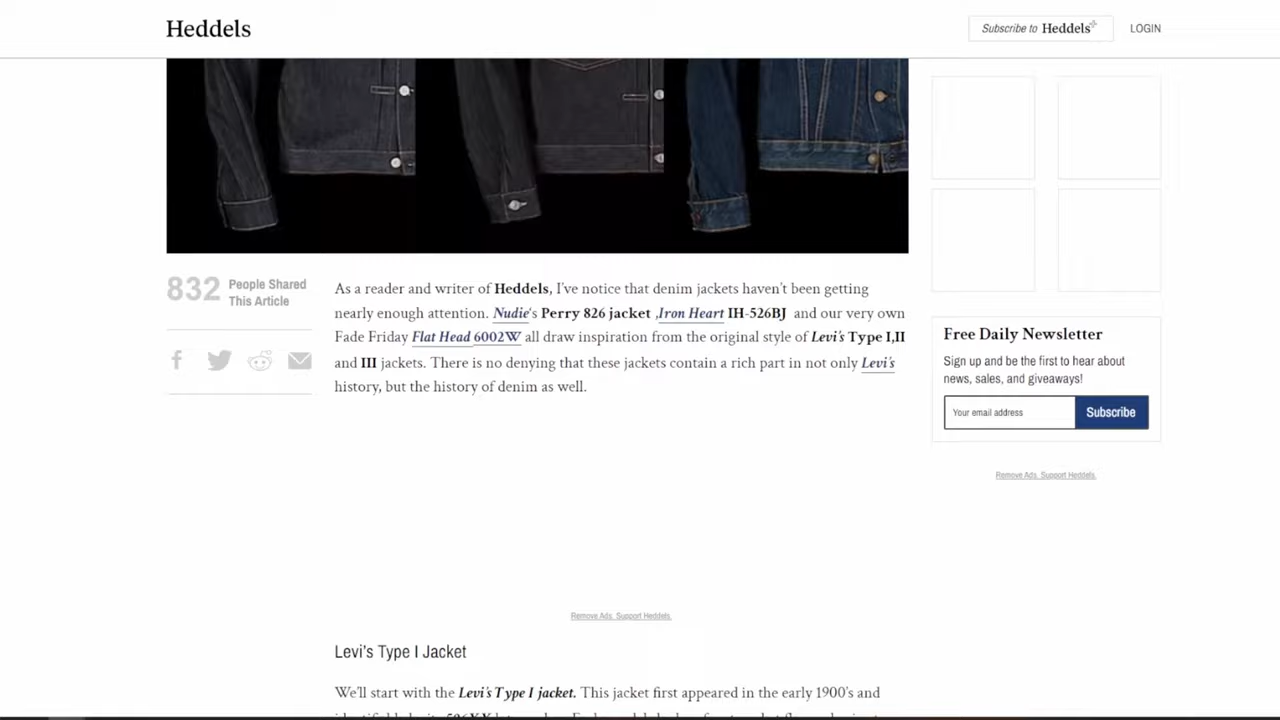 Heddels
Subscribe to Heddels+
LOGIN
832
People Shared
This Article
As a reader and writer of Heddels, I've notice that denim jackets haven't been getting
nearly enough attention. Nudie's Perry 826 jacket ,Iron Heart IH-526BJ and our very own
Fade Friday Flat Head 6002W all draw inspiration from the original style of Levi's Type I,II
and III jackets. There is no denying that these jackets contain a rich part in not only Levi's
history, but the history of denim as well.
Free Daily Newsletter
Sign up and be the first to hear about
news, sales, and giveaways!
Your email address
Subscribe
Remove Ads. Support Heddels.
Remove Ads. Support Heddels.
Levi's Type I Jacket
We'll start with the Levi's Type I jacket. This jacket first appeared in the early 1900's and